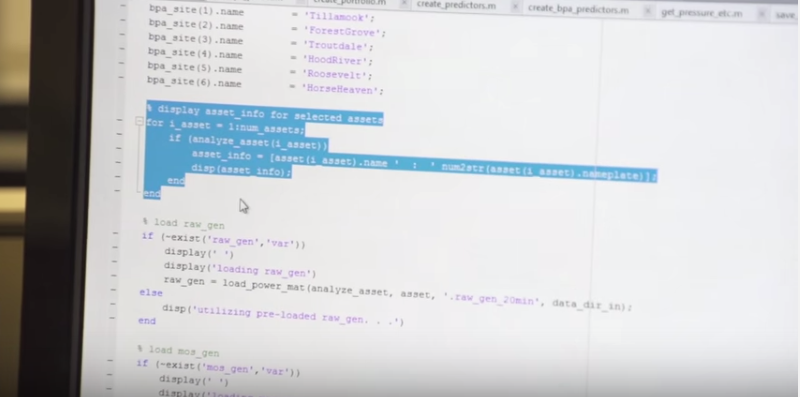 create_portfolio.m create_predictors.m create_bpa_predictors.m get_pressure_etc.m save_
bpa_site(1).name = 'Tillamook';
bpa_site(2).name = 'ForestGrove';
bpa_site(3).name = 'Troutdale';
bpa_site(4).name = 'HoodRiver';
bpa_site(5).name = 'Roosevelt';
bpa_site(6).name = 'HorseHeaven';
% display asset_info for selected assets
for i_asset = 1:num_assets;
if (analyze_asset(i_asset))
asset_info = [asset(i_asset).name ' : ' num2str(asset(i_asset).nameplate)];
disp(asset_info);
end
end
% load raw_gen
if (~exist('raw_gen','var'))
display(' ')
display('loading raw_gen')
raw_gen = load_power_mat(analyze_asset, asset, '.raw_gen_20min', data_dir_in);
else
disp('utilizing pre-loaded raw_gen. . .')
end
% load mos_gen
if (~exist('mos_gen','var'))
display(' ')